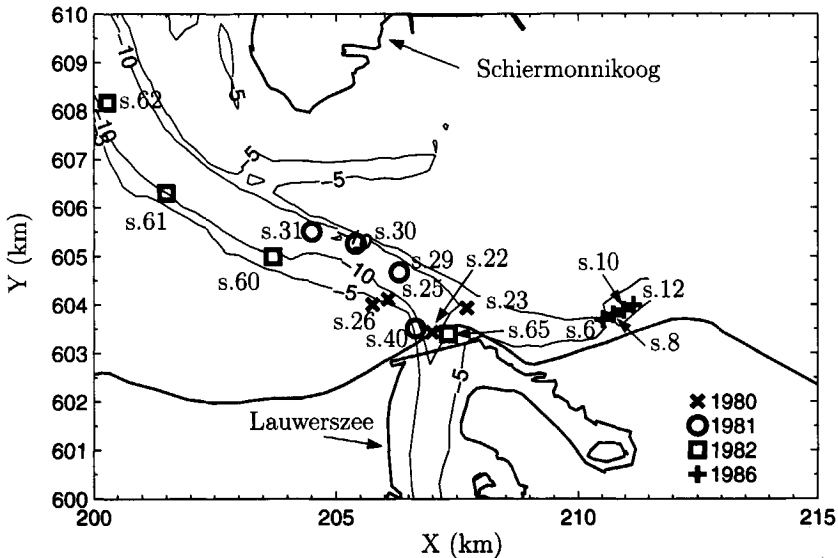 610
609
608
607
606
605
604
603
602
601
600
Y (km)
200
205
210
215
X (km)
Schiermonnikoog
Lauwerszee
-10
-5
-5
-5
-10
-10
-5
-5
s.62
s.61
s.60
s.31
s.30
s.29
s.22
s.25
s.23
s.26
s.40
s.65
s.10
s.12
s.6
s.8
1980
1981
1982
1986